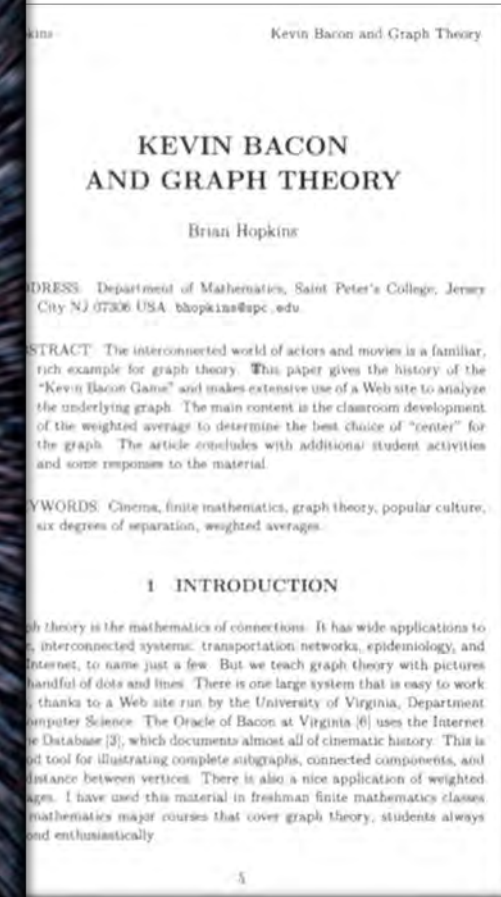 kins Kevin Bacon and Graph Theory
KEVIN BACON
AND GRAPH THEORY
Brian Hopkins
DRESS: Department of Mathematics, Saint Peter's College, Jersey
City NJ 07306 USA. bhopkins@spc.edu.
STRACT: The interconnected world of actors and movies is a familiar,
rich example for graph theory. This paper gives the history of the
"Kevin Bacon Game" and makes extensive use of a Web site to analyze
the underlying graph. The main content is the classroom development
of the weighted average to determine the best choice of "center" for
the graph. The article concludes with additional student activities
and some responses to the material.
YWORDS: Cinema, finite mathematics, graph theory, popular culture,
six degrees of separation, weighted averages.
1 INTRODUCTION
ph theory is the mathematics of connections. It has wide applications to
, interconnected systems: transportation networks, epidemiology, and
Internet, to name just a few. But we teach graph theory with pictures
handful of dots and lines. There is one large system that is easy to work
, thanks to a Web site run by the University of Virginia, Department
omputer Science. The Oracle of Bacon at Virginia [6] uses the Internet
ie Database [3], which documents almost all of cinematic history. This is
od tool for illustrating complete subgraphs, connected components, and
distance between vertices. There is also a nice application of weighted
ages. I have used this material in freshman finite mathematics classes
mathematics major courses that cover graph theory; students always
ond enthusiastically.
5